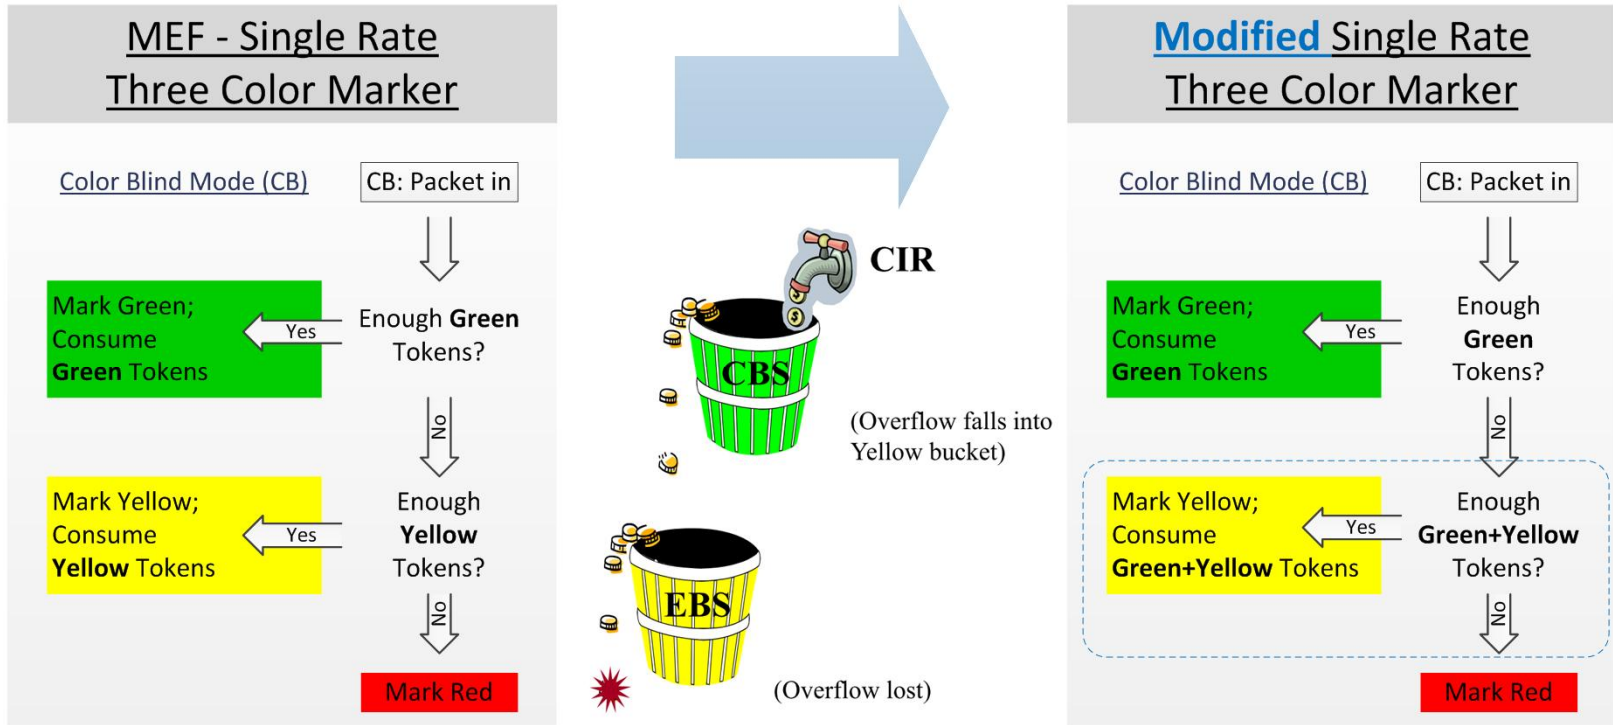 MEF - Single Rate
Three Color Marker
Color Blind Mode (CB)
CB: Packet in
Mark Green;
Consume
Green Tokens
Yes
Enough Green
Tokens?
No
Mark Yellow;
Consume
Yellow Tokens
Yes
Enough
Yellow
Tokens?
No
Mark Red
CIR
$
$
CBS
(Overflow falls into
Yellow bucket)
EBS
(Overflow lost)
Modified Single Rate
Three Color Marker
Color Blind Mode (CB)
CB: Packet in
Mark Green;
Consume
Green Tokens
Yes
Enough
Green
Tokens?
No
Mark Yellow;
Consume
Green+Yellow Tokens
Yes
Enough
Green+Yellow
Tokens?
No
Mark Red